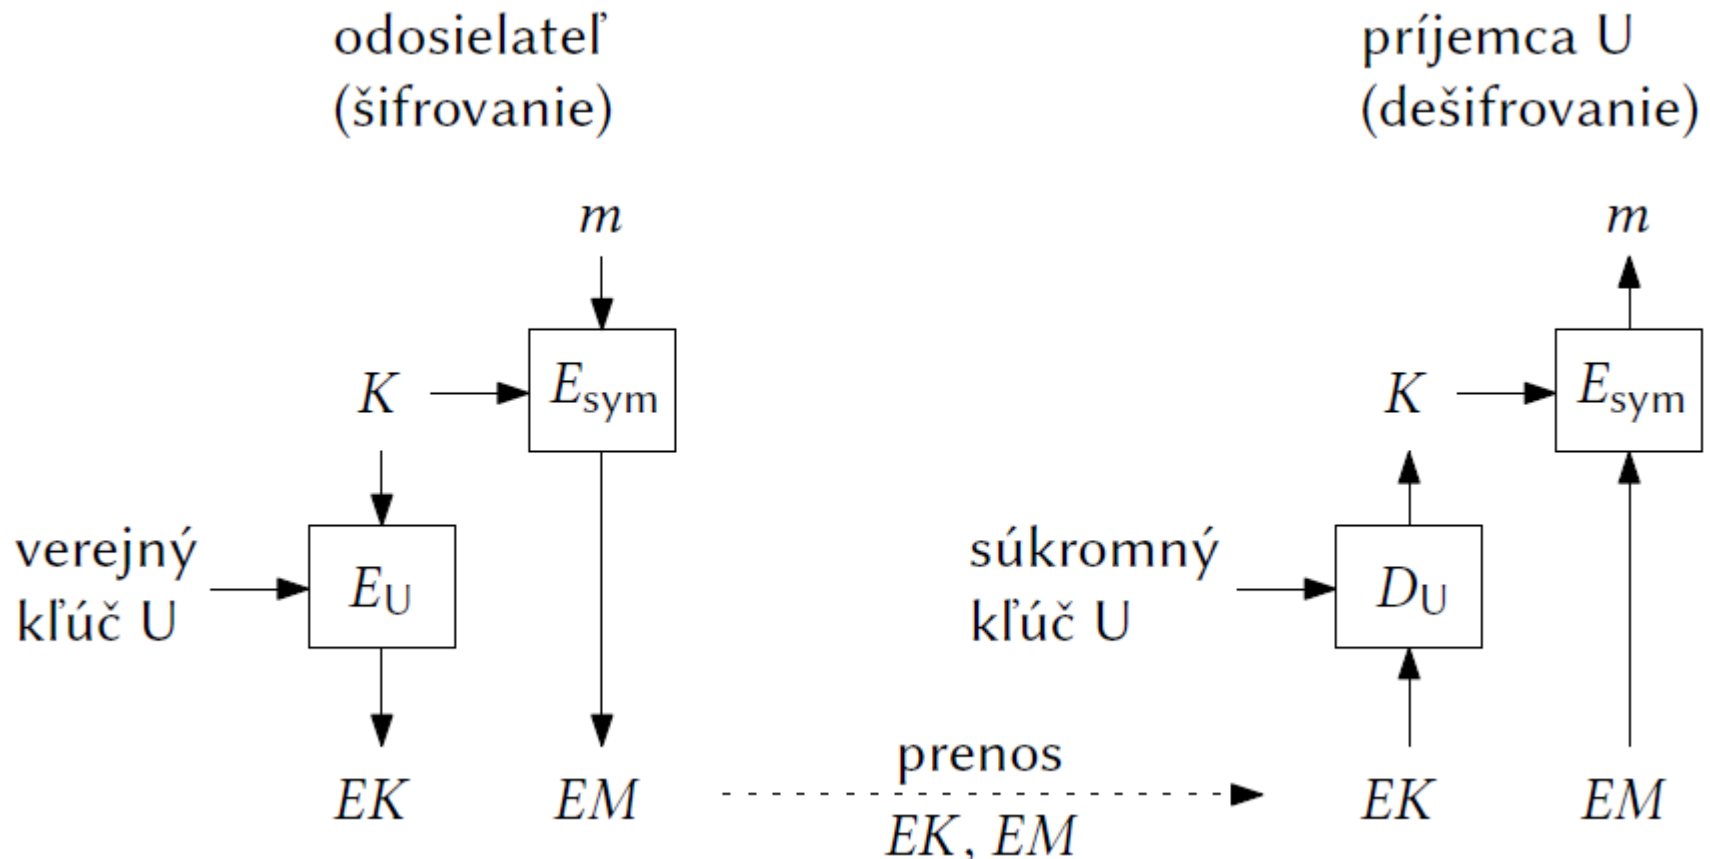 odosielateľ
(šifrovanie)
príjemca U
(dešifrovanie)
m
m
K
Esym
K
Esym
verejný
kľúč U
EU
súkromný
kľúč U
DU
EK
EM
prenos
EK, EM
EK
EM